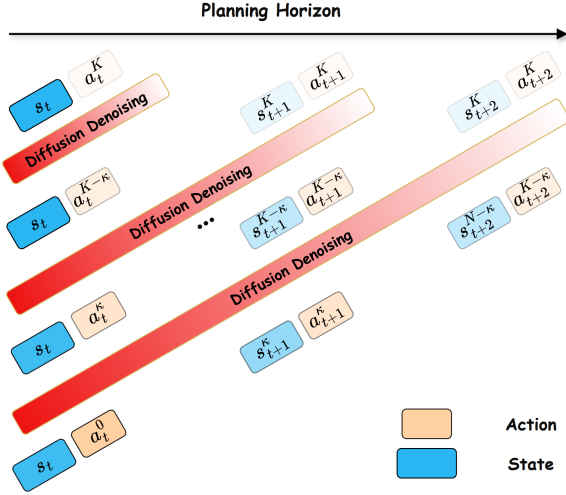 Planning Horizon
s_t a_t^K
s_{t+1}^K a_{t+1}^K
s_{t+2}^K a_{t+2}^K
Diffusion Denoising
s_t a_t^{K-κ}
Diffusion Denoising
...
s_{t+1}^{K-κ} a_{t+1}^{K-κ}
s_{t+2}^{N-κ} a_{t+2}^{K-κ}
Diffusion Denoising
s_t a_t^κ
s_{t+1}^κ a_{t+1}^κ
s_t a_t^0
Action
State